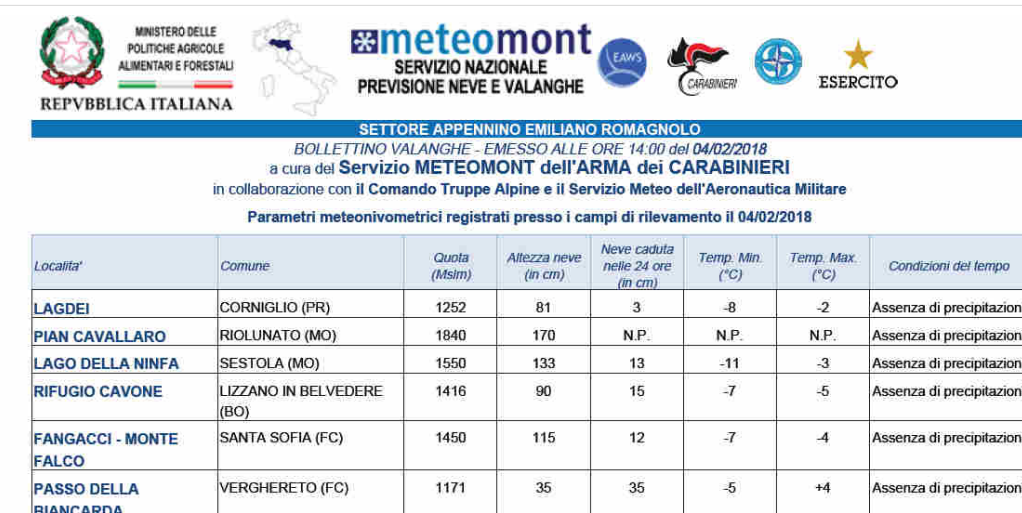 MINISTERO DELLE
POLITICHE AGRICOLE
ALIMENTARI E FORESTALI
REPVBBLICA ITALIANA
meteomont
SERVIZIO NAZIONALE
PREVISIONE NEVE E VALANGHE
EAWS
CARABINIERI
ESERCITO
SETTORE APPENNINO EMILIANO ROMAGNOLO
BOLLETTINO VALANGHE - EMESSO ALLE ORE 14:00 del 04/02/2018
a cura del Servizio METEOMONT dell'ARMA dei CARABINIERI
in collaborazione con il Comando Truppe Alpine e il Servizio Meteo dell'Aeronautica Militare
Parametri meteonivometrici registrati presso i campi di rilevamento il 04/02/2018
Localita' Comune Quota (Mslm) Altezza neve (in cm) Neve caduta nelle 24 ore (in cm) Temp. Min. (°C) Temp. Max. (°C) Condizioni del tempo
LAGDEI CORNIGLIO (PR) 1252 81 3 -8 -2 Assenza di precipitazion
PIAN CAVALLARO RIOLUNATO (MO) 1840 170 N.P. N.P. N.P. Assenza di precipitazion
LAGO DELLA NINFA SESTOLA (MO) 1550 133 13 -11 -3 Assenza di precipitazion
RIFUGIO CAVONE LIZZANO IN BELVEDERE (BO) 1416 90 15 -7 -5 Assenza di precipitazion
FANGACCI - MONTE FALCO SANTA SOFIA (FC) 1450 115 12 -7 -4 Assenza di precipitazion
PASSO DELLA BIANCARDA VERGHERETO (FC) 1171 35 35 -5 +4 Assenza di precipitazion